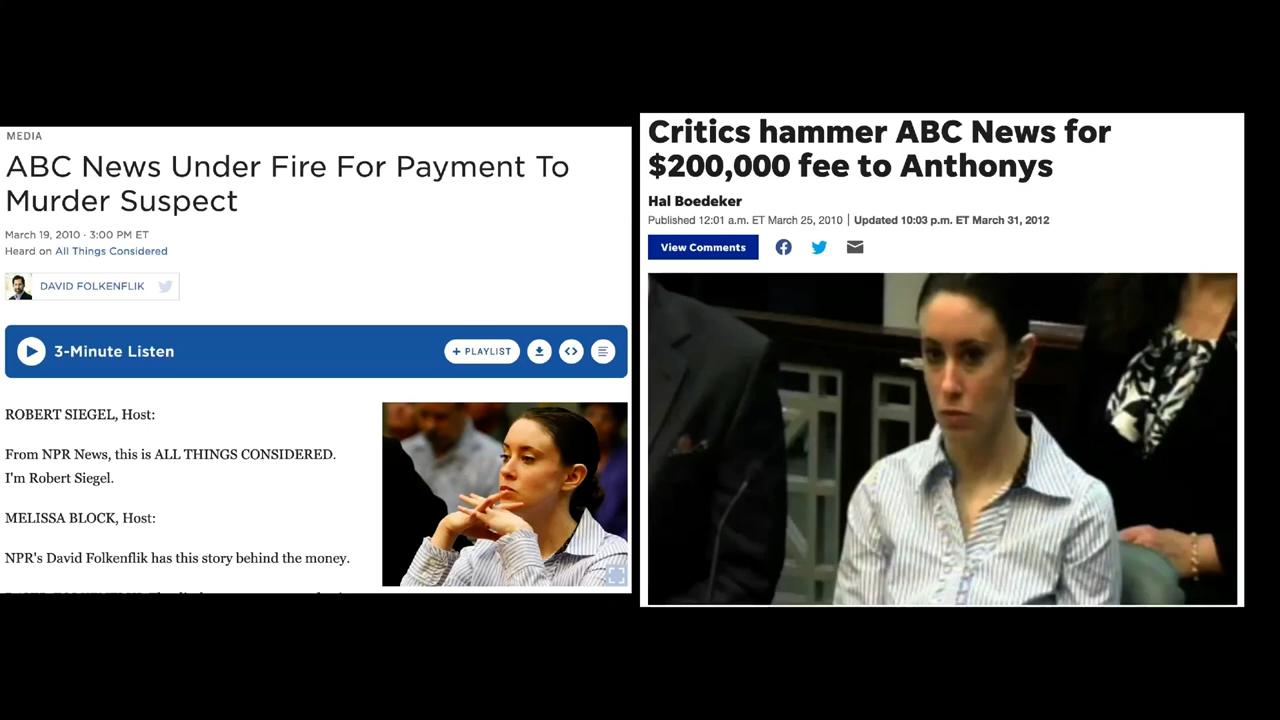 MEDIA
ABC News Under Fire For Payment To
Murder Suspect
March 19, 2010 · 3:00 PM ET
Heard on All Things Considered
DAVID FOLKENFLIK
3-Minute Listen
+ PLAYLIST
ROBERT SIEGEL, Host:
From NPR News, this is ALL THINGS CONSIDERED.
I'm Robert Siegel.
MELISSA BLOCK, Host:
NPR's David Folkenflik has this story behind the money.
Critics hammer ABC News for
$200,000 fee to Anthonys
Hal Boedeker
Published 12:01 a.m. ET March 25, 2010 | Updated 10:03 p.m. ET March 31, 2012
View Comments